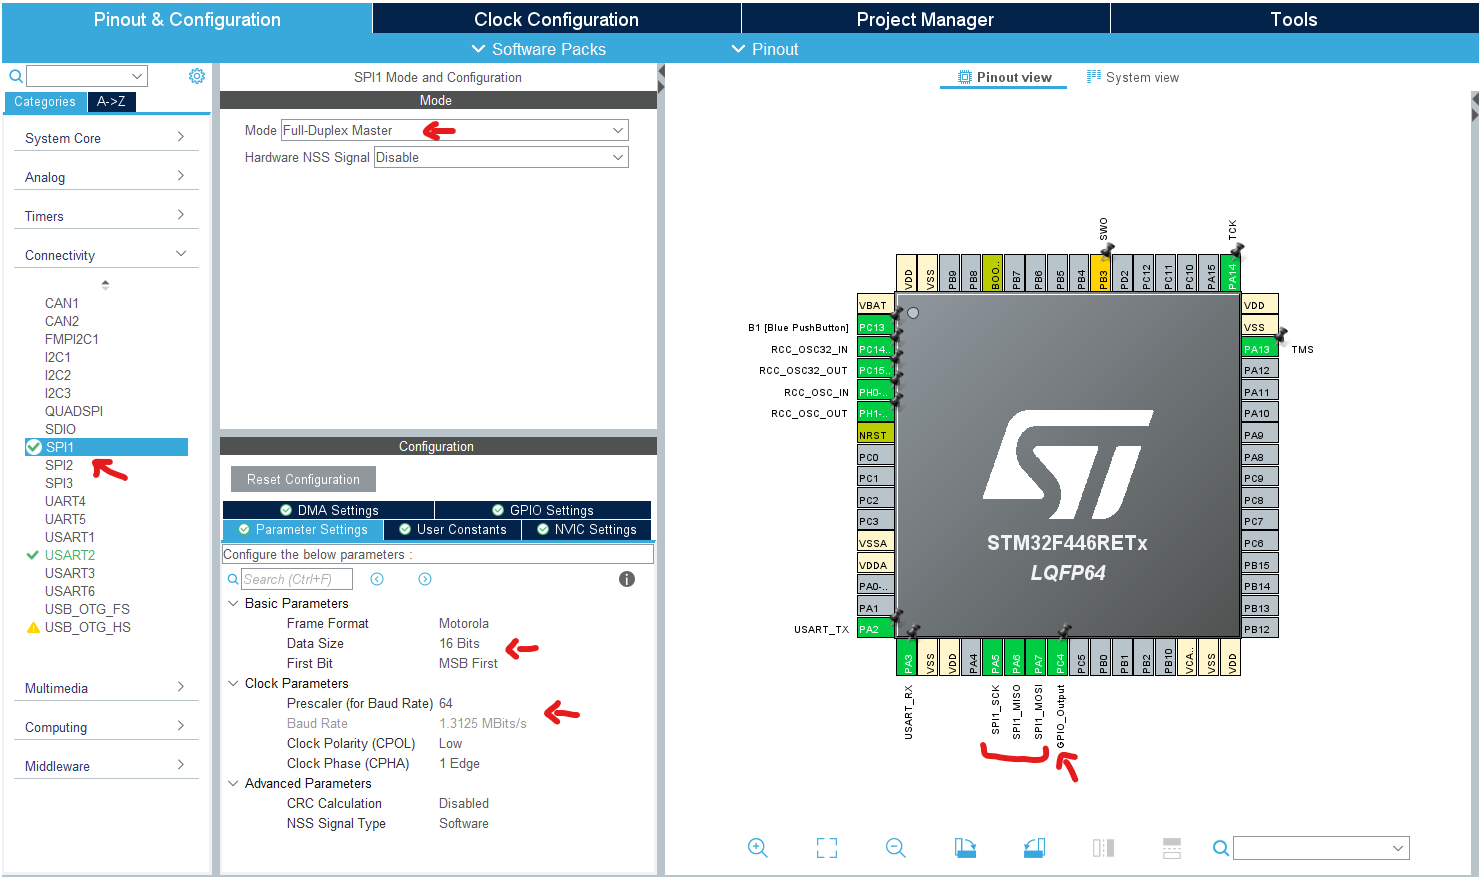 Pinout & Configuration
Clock Configuration
Project Manager
Tools
Software Packs
Pinout
Categories
A->Z
System Core
Analog
Timers
Connectivity
CAN1
CAN2
FMPI2C1
I2C1
I2C2
I2C3
QUADSPI
SDIO
SPI1
SPI2
SPI3
UART4
UART5
USART1
USART2
USART3
USART6
USB_OTG_FS
USB_OTG_HS
Multimedia
Computing
Middleware
SPI1 Mode and Configuration
Mode
Mode Full-Duplex Master
Hardware NSS Signal Disable
Configuration
Reset Configuration
DMA Settings
GPIO Settings
Parameter Settings
User Constants
NVIC Settings
Configure the below parameters :
Search (Ctrl+F)
Basic Parameters
Frame Format Motorola
Data Size 16 Bits
First Bit MSB First
Clock Parameters
Prescaler (for Baud Rate) 64
Baud Rate 1.3125 MBits/s
Clock Polarity (CPOL) Low
Clock Phase (CPHA) 1 Edge
Advanced Parameters
CRC Calculation Disabled
NSS Signal Type Software
Pinout view
System view
SWO
TCK
VDD
VSS
PB9
PB8
BOO..
PB7
PB6
PB5
PB4
PB3
PD2
PC12
PC11
PC10
PA15
PA14
VBAT
B1 [Blue PushButton] PC13
RCC_OSC32_IN PC14..
RCC_OSC32_OUT PC15..
RCC_OSC_IN PH0-..
RCC_OSC_OUT PH1-..
NRST
PC0
PC1
PC2
PC3
VSSA
VDDA
PA0-..
PA1
USART_TX PA2
VDD
VSS
PA13 TMS
PA12
PA11
PA10
PA9
PA8
PC9
PC8
PC7
PC6
PB15
PB14
PB13
PB12
ST
STM32F446RETx
LQFP64
PA3
VSS
VDD
PA4
PA5
PA6
PA7
PC4
PC5
PB0
PB1
PB2
PB10
VCA..
VSS
VDD
USART_RX
SPI1_SCK
SPI1_MISO
SPI1_MOSI
GPIO_Output